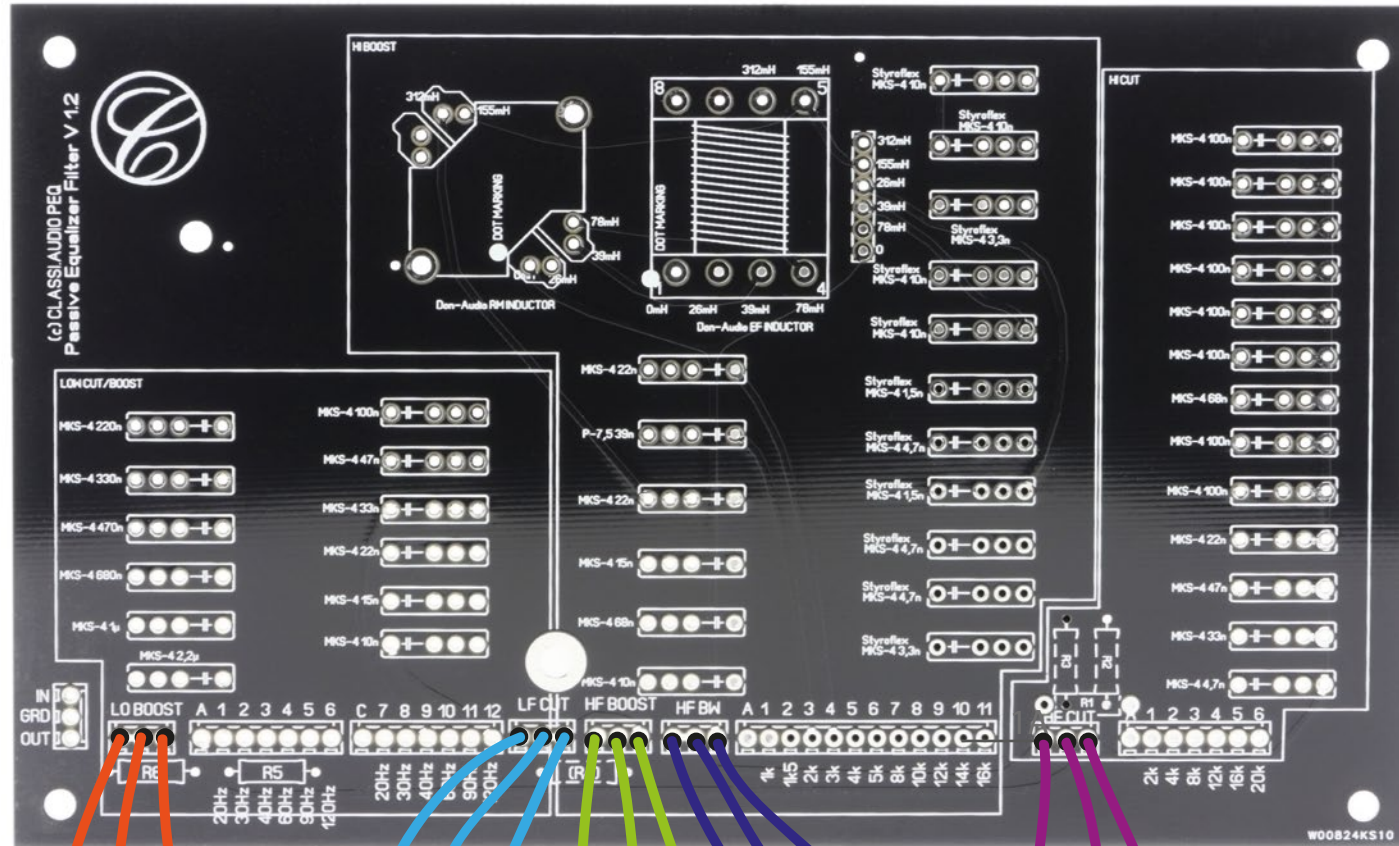 (c) CLASSIAUDIO PEQ
Passive Equalizer Filter V 1.2
HI BOOST
312mH
155mH
DOT MARKING
78mH
39mH
26mH
Don-Audio RM INDUCTOR
312mH 155mH
8 5
DOT MARKING
1 4
0mH 26mH 39mH 78mH
Don-Audio EF INDUCTOR
312mH
155mH
26mH
39mH
78mH
0
Styroflex
MKS-4 10n
Styroflex
MKS-4 10n
Styroflex
MKS-4 3,3n
Styroflex
MKS-4 10n
Styroflex
MKS-4 10n
Styroflex
MKS-4 1,5n
Styroflex
MKS-4 4,7n
Styroflex
MKS-4 1,5n
Styroflex
MKS-4 4,7n
Styroflex
MKS-4 4,7n
Styroflex
MKS-4 3,3n
MKS-4 22n
P-7,5 39n
MKS-4 22n
MKS-4 15n
MKS-4 68n
MKS-4 10n
HI CUT
MKS-4 100n
MKS-4 100n
MKS-4 100n
MKS-4 100n
MKS-4 100n
MKS-4 100n
MKS-4 68n
MKS-4 100n
MKS-4 100n
MKS-4 22n
MKS-4 47n
MKS-4 33n
MKS-4 4,7n
LOW CUT/BOOST
MKS-4 220n
MKS-4 330n
MKS-4 470n
MKS-4 680n
MKS-4 1µ
MKS-4 2,2µ
MKS-4 100n
MKS-4 47n
MKS-4 33n
MKS-4 22n
MKS-4 15n
MKS-4 10n
IN
GRD
OUT
LO BOOST
R6
A 1 2 3 4 5 6
R5
20Hz
30Hz
40Hz
60Hz
90Hz
120Hz
C 7 8 9 10 11 12
20Hz
30Hz
40Hz
90Hz
LF CUT
HF BOOST
HF BW
A 1 2 3 4 5 6 7 8 9 10 11
1k
1k5
2k
3k
4k
5k
8k
10k
12k
14k
16k
R3
R2
R1
CUT
1 2 3 4 5 6
2k
4k
8k
12k
16k
20k
W00824KS10